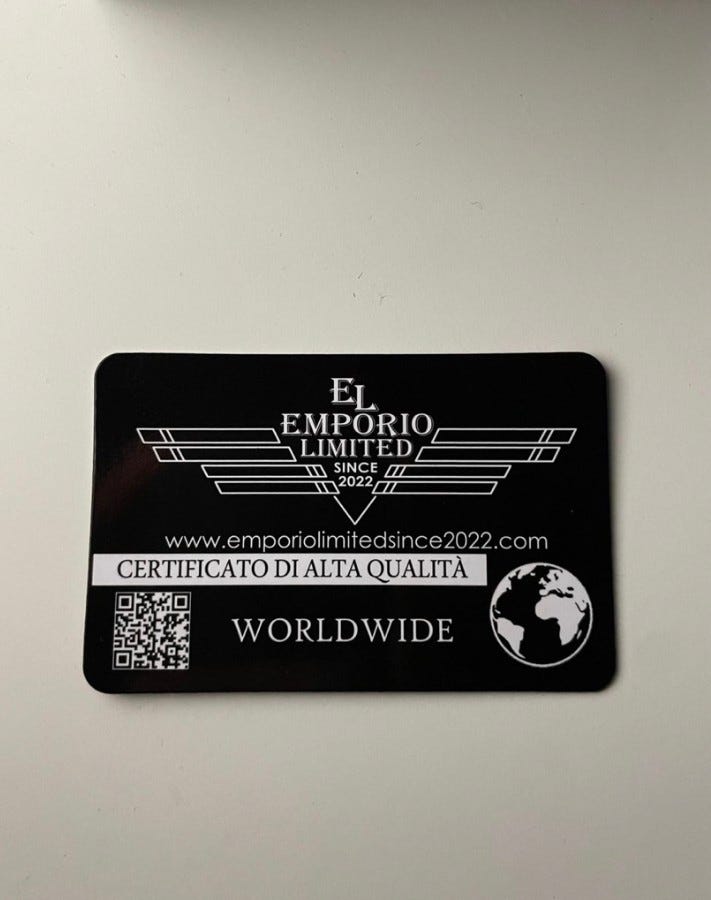 EL
EMPORIO
LIMITED
SINCE
2022
www.emporiolimitedsince2022.com
CERTIFICATO DI ALTA QUALITÀ
WORLDWIDE